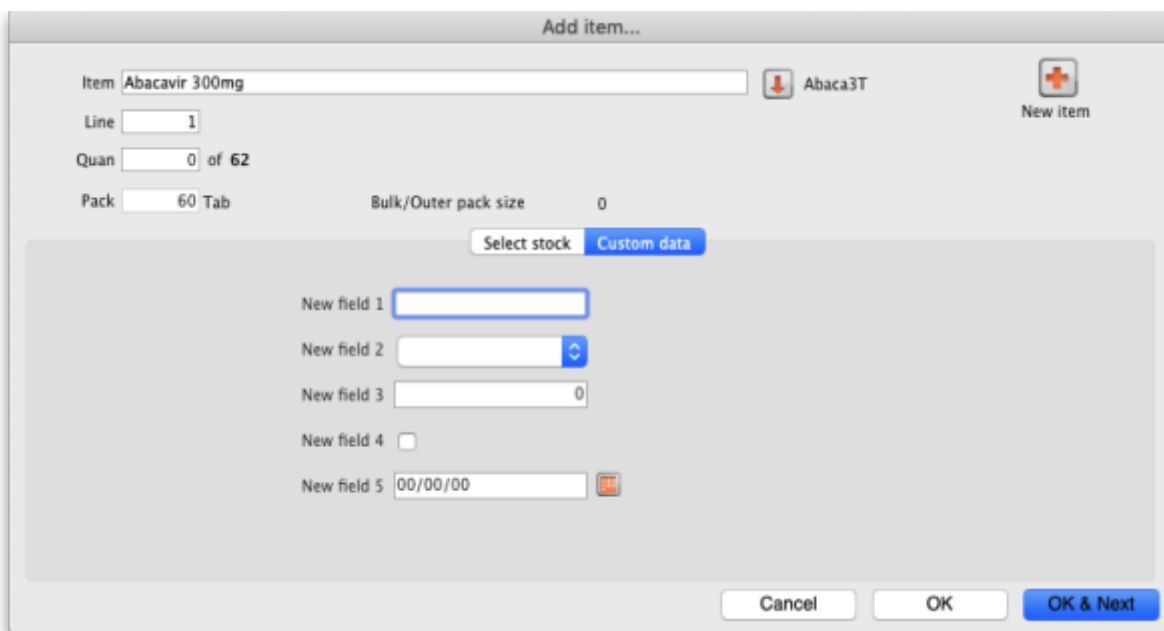 Add item...
Item Abacavir 300mg Abaca3T
New item
Line 1
Quan 0 of 62
Pack 60 Tab Bulk/Outer pack size 0
Select stock Custom data
New field 1
New field 2
New field 3 0
New field 4
New field 5 00/00/00
Cancel OK OK & Next